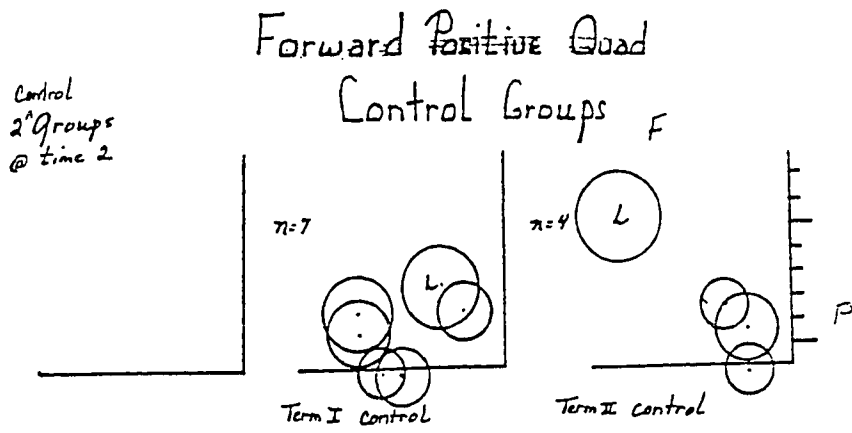 Forward Positive Quad
Control Groups
Control
2^Groups
@ time 2
F
n=7
L.
n=4
L
P
Term I control
Term II control